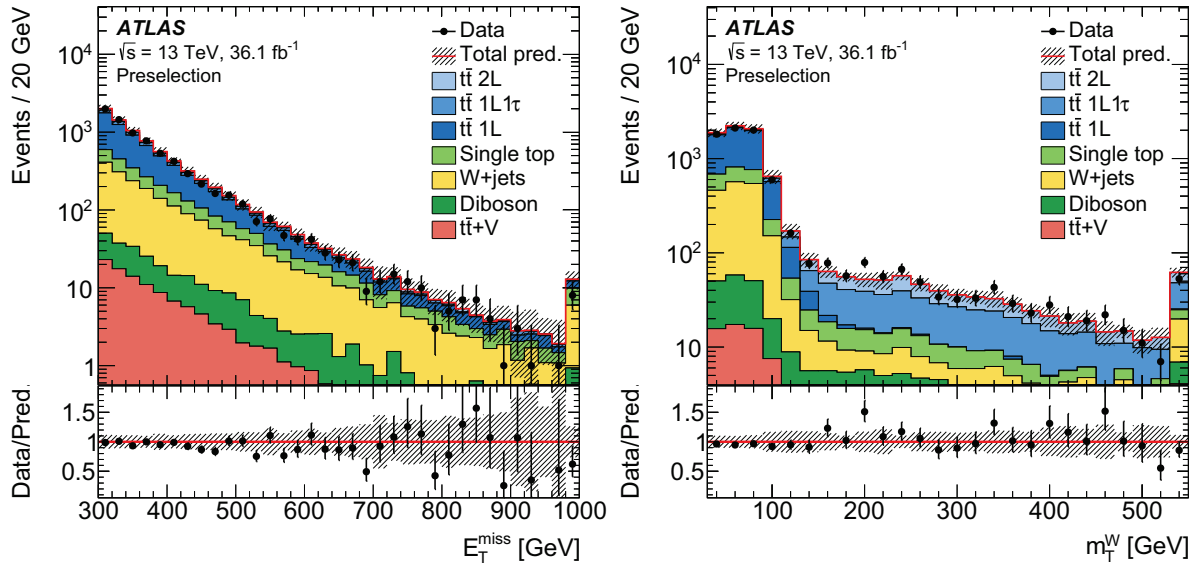 ATLAS
√s = 13 TeV, 36.1 fb⁻¹
Preselection
Data
Total pred.
tt̄ 2L
tt̄ 1L1τ
tt̄ 1L
Single top
W+jets
Diboson
tt̄+V
Events / 20 GeV
10⁴
10³
10²
10
1
Data/Pred
1.5
1
0.5
300 400 500 600 700 800 900 1000
E_T^miss [GeV]
ATLAS
√s = 13 TeV, 36.1 fb⁻¹
Preselection
Data
Total pred.
tt̄ 2L
tt̄ 1L1τ
tt̄ 1L
Single top
W+jets
Diboson
tt̄+V
Events / 20 GeV
10⁴
10³
10²
10
Data/Pred
1.5
1
0.5
100 200 300 400 500
m_T^W [GeV]